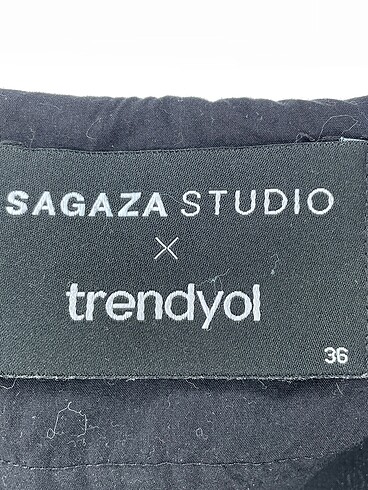 SAGAZA STUDIO
×
trendyol
36